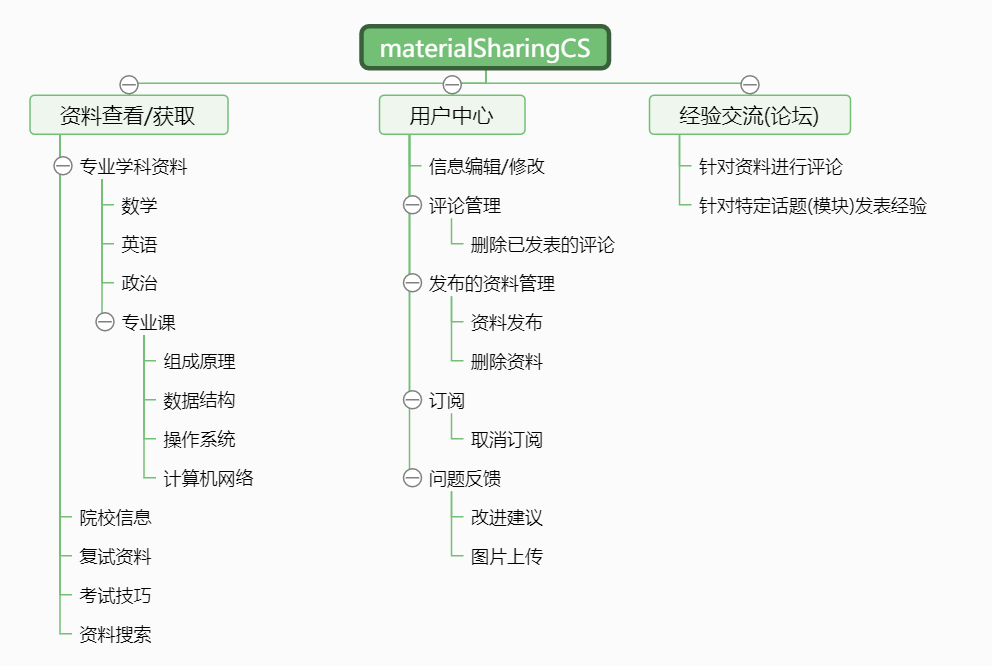 materialSharingCS
资料查看/获取
专业学科资料
数学
英语
政治
专业课
组成原理
数据结构
操作系统
计算机网络
院校信息
复试资料
考试技巧
资料搜索
用户中心
信息编辑/修改
评论管理
删除已发表的评论
发布的资料管理
资料发布
删除资料
订阅
取消订阅
问题反馈
改进建议
图片上传
经验交流(论坛)
针对资料进行评论
针对特定话题(模块)发表经验